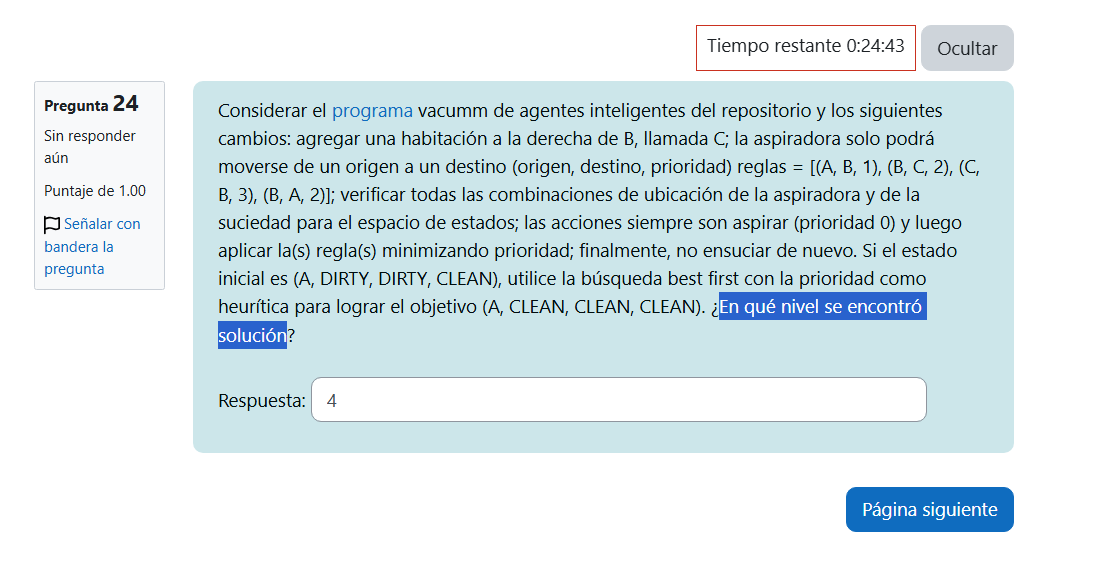 Tiempo restante 0:24:43
Ocultar
Pregunta 24
Sin responder
aún
Puntaje de 1.00
Señalar con
bandera la
pregunta
Considerar el programa vacumm de agentes inteligentes del repositorio y los siguientes
cambios: agregar una habitación a la derecha de B, llamada C; la aspiradora solo podrá
moverse de un origen a un destino (origen, destino, prioridad) reglas = [(A, B, 1), (B, C, 2), (C,
B, 3), (B, A, 2)]; verificar todas las combinaciones de ubicación de la aspiradora y de la
suciedad para el espacio de estados; las acciones siempre son aspirar (prioridad 0) y luego
aplicar la(s) regla(s) minimizando prioridad; finalmente, no ensuciar de nuevo. Si el estado
inicial es (A, DIRTY, DIRTY, CLEAN), utilice la búsqueda best first con la prioridad como
heurítica para lograr el objetivo (A, CLEAN, CLEAN, CLEAN). ¿En qué nivel se encontró
solución?
Respuesta: 4
Página siguiente